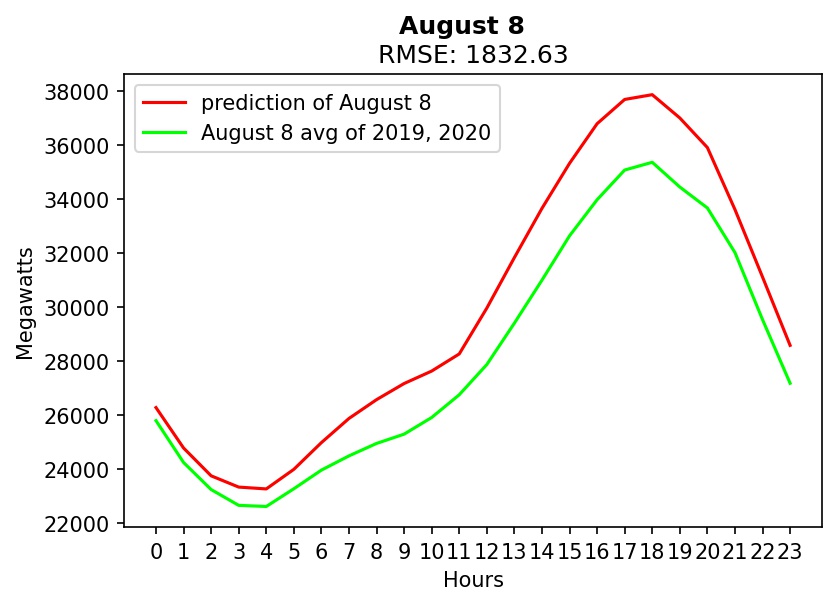 August 8
RMSE: 1832.63
prediction of August 8
August 8 avg of 2019, 2020
38000
36000
34000
32000
30000
28000
26000
24000
22000
Megawatts
0 1 2 3 4 5 6 7 8 9 10 11 12 13 14 15 16 17 18 19 20 21 22 23
Hours